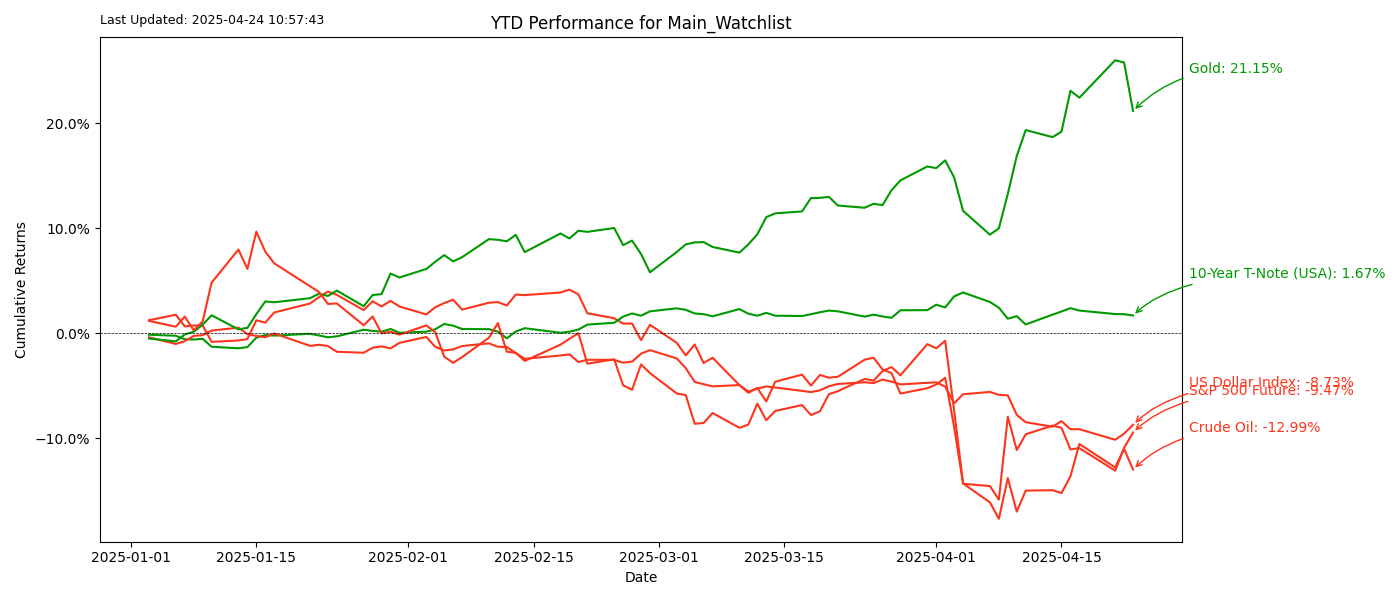 Last Updated: 2025-04-24 10:57:43
YTD Performance for Main_Watchlist
Cumulative Returns
20.0%
10.0%
0.0%
−10.0%
Gold: 21.15%
10-Year T-Note (USA): 1.67%
US Dollar Index: -8.73%
S&P 500 Future: -9.47%
Crude Oil: -12.99%
2025-01-01 2025-01-15 2025-02-01 2025-02-15 2025-03-01 2025-03-15 2025-04-01 2025-04-15
Date